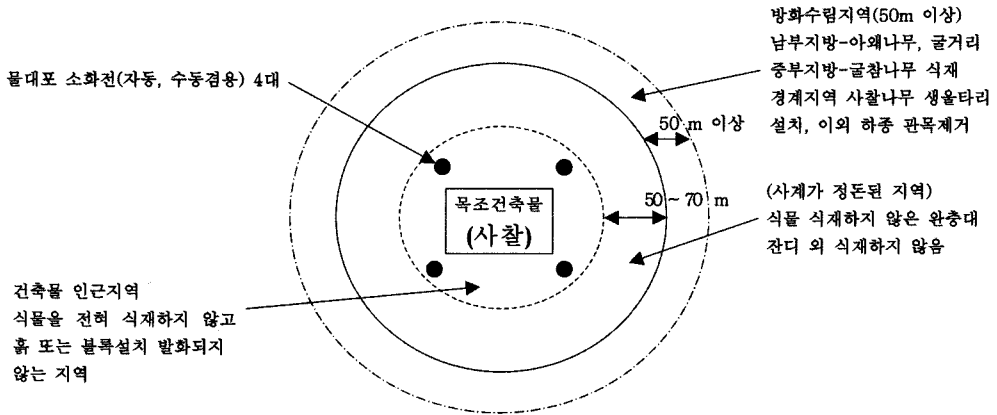 방화수림지역(50m 이상)
남부지방-아왜나무, 굴거리
중부지방-굴참나무 식재
경계지역 사찰나무 생울타리
설치, 이외 하종 관목제거
물대포 소화전(자동, 수동겸용) 4대
50 m 이상
50 ~ 70 m
(사계가 정돈된 지역)
식물 식재하지 않은 완충대
잔디 외 식재하지 않음
목조건축물
(사찰)
건축물 인근지역
식물을 전혀 식재하지 않고
흙 또는 블록설치 발화되지
않는 지역